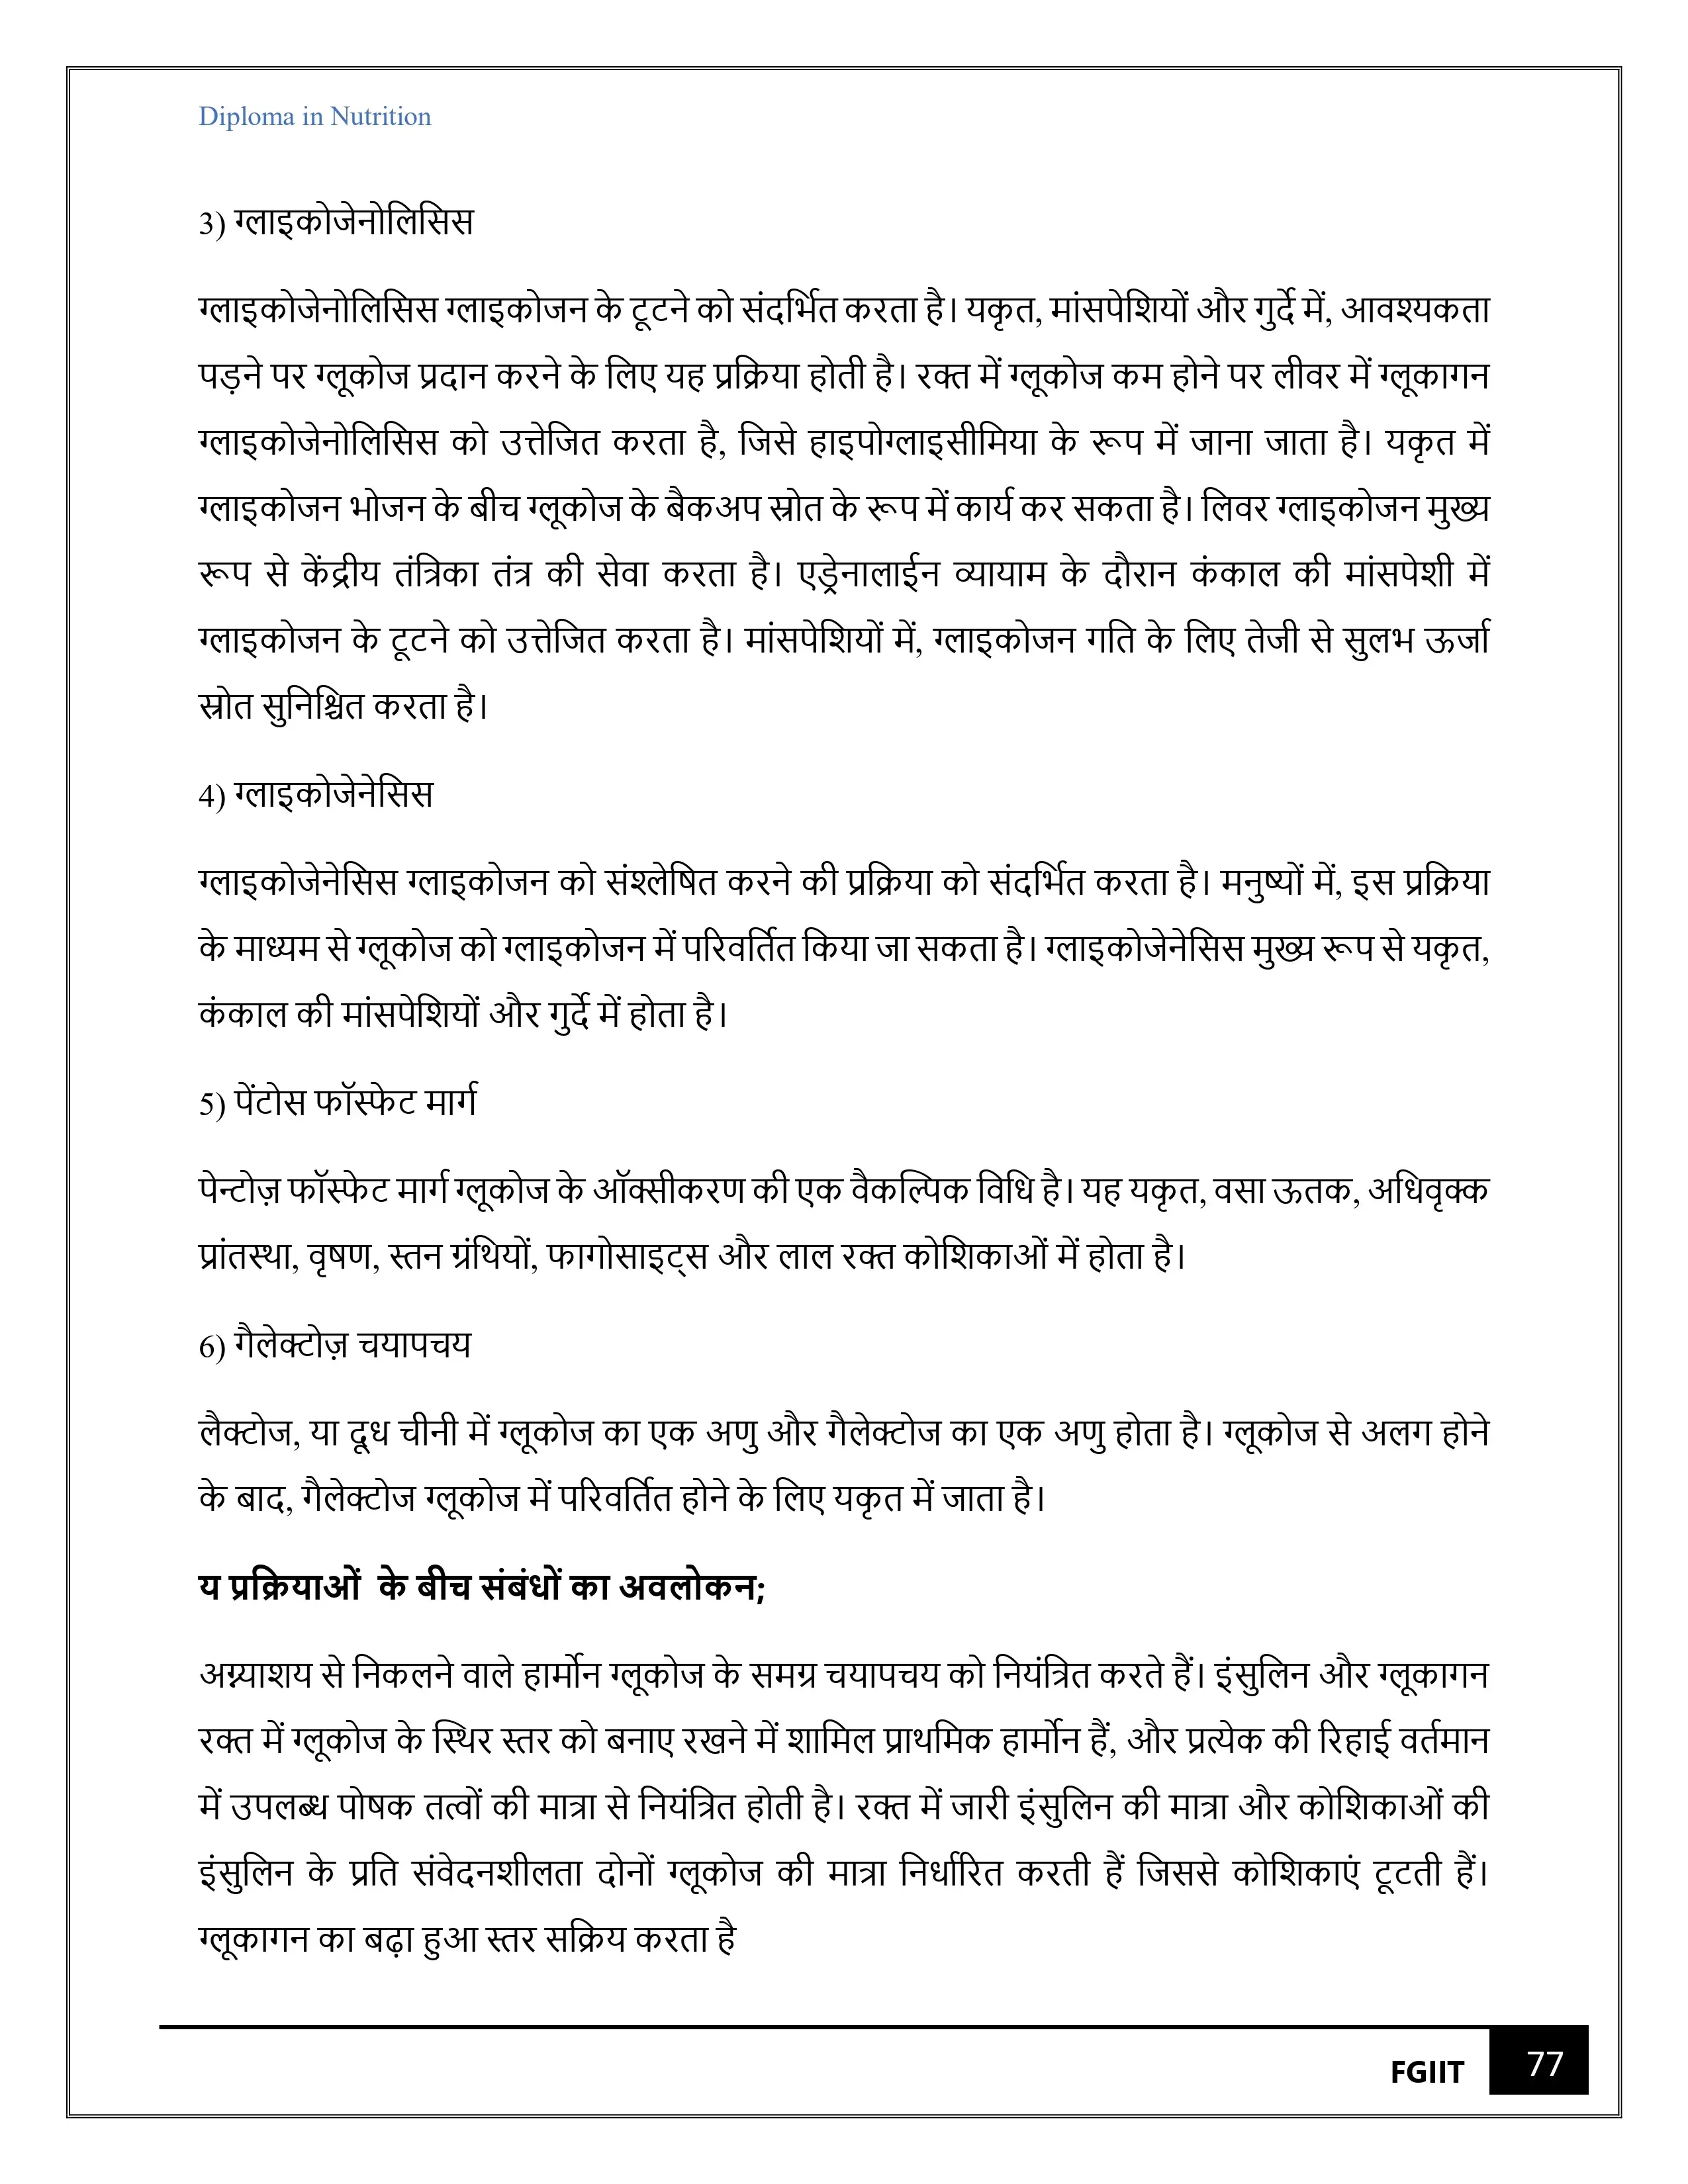 Diploma in Nutrition
3) ग्लाइकोजेनोलिसिस
ग्लाइकोजेनोलिसिस ग्लाइकोजन के टूटने को संदर्भित करता है। यकृत, मांसपेशियों और गुर्दे में, आवश्यकता
पड़ने पर ग्लूकोज प्रदान करने के लिए यह प्रक्रिया होती है। रक्त में ग्लूकोज कम होने पर लीवर में ग्लूकागन
ग्लाइकोजेनोलिसिस को उत्तेजित करता है, जिसे हाइपोग्लाइसीमिया के रूप में जाना जाता है। यकृत में
ग्लाइकोजन भोजन के बीच ग्लूकोज के बैकअप स्रोत के रूप में कार्य कर सकता है। लिवर ग्लाइकोजन मुख्य
रूप से केंद्रीय तंत्रिका तंत्र की सेवा करता है। एड्रेनालाईन व्यायाम के दौरान कंकाल की मांसपेशी में
ग्लाइकोजन के टूटने को उत्तेजित करता है। मांसपेशियों में, ग्लाइकोजन गति के लिए तेजी से सुलभ ऊर्जा
स्रोत सुनिश्चित करता है।
4) ग्लाइकोजेनेसिस
ग्लाइकोजेनेसिस ग्लाइकोजन को संश्लेषित करने की प्रक्रिया को संदर्भित करता है। मनुष्यों में, इस प्रक्रिया
के माध्यम से ग्लूकोज को ग्लाइकोजन में परिवर्तित किया जा सकता है। ग्लाइकोजेनेसिस मुख्य रूप से यकृत,
कंकाल की मांसपेशियों और गुर्दे में होता है।
5) पेंटोस फॉस्फेट मार्ग
पेन्टोज़ फॉस्फेट मार्ग ग्लूकोज के ऑक्सीकरण की एक वैकल्पिक विधि है। यह यकृत, वसा ऊतक, अधिवृक्क
प्रांतस्था, वृषण, स्तन ग्रंथियों, फागोसाइट्स और लाल रक्त कोशिकाओं में होता है।
6) गैलेक्टोज़ चयापचय
लैक्टोज, या दूध चीनी में ग्लूकोज का एक अणु और गैलेक्टोज का एक अणु होता है। ग्लूकोज से अलग होने
के बाद, गैलेक्टोज ग्लूकोज में परिवर्तित होने के लिए यकृत में जाता है।
य प्रक्रियाओं के बीच संबंधों का अवलोकन;
अग्न्याशय से निकलने वाले हार्मोन ग्लूकोज के समग्र चयापचय को नियंत्रित करते हैं। इंसुलिन और ग्लूकागन
रक्त में ग्लूकोज के स्थिर स्तर को बनाए रखने में शामिल प्राथमिक हार्मोन हैं, और प्रत्येक की रिहाई वर्तमान
में उपलब्ध पोषक तत्वों की मात्रा से नियंत्रित होती है। रक्त में जारी इंसुलिन की मात्रा और कोशिकाओं की
इंसुलिन के प्रति संवेदनशीलता दोनों ग्लूकोज की मात्रा निर्धारित करती हैं जिससे कोशिकाएं टूटती हैं।
ग्लूकागन का बढ़ा हुआ स्तर सक्रिय करता है
FGIIT 77